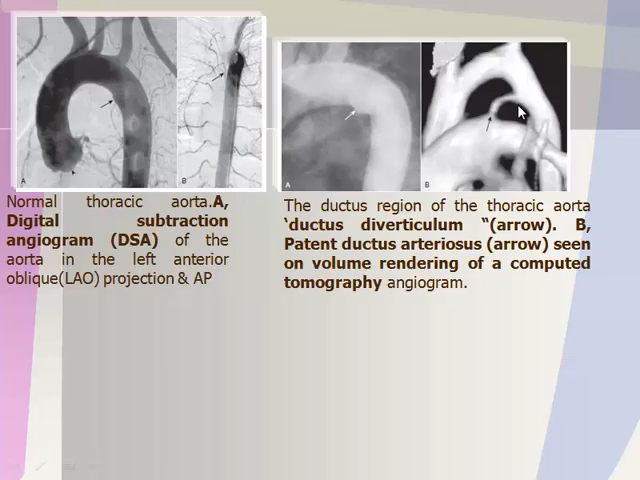 A
B
A
B
Normal thoracic aorta.A,
Digital subtraction
angiogram (DSA) of the
aorta in the left anterior
oblique(LAO) projection & AP
The ductus region of the thoracic aorta
‘ductus diverticulum “(arrow). B,
Patent ductus arteriosus (arrow) seen
on volume rendering of a computed
tomography angiogram.